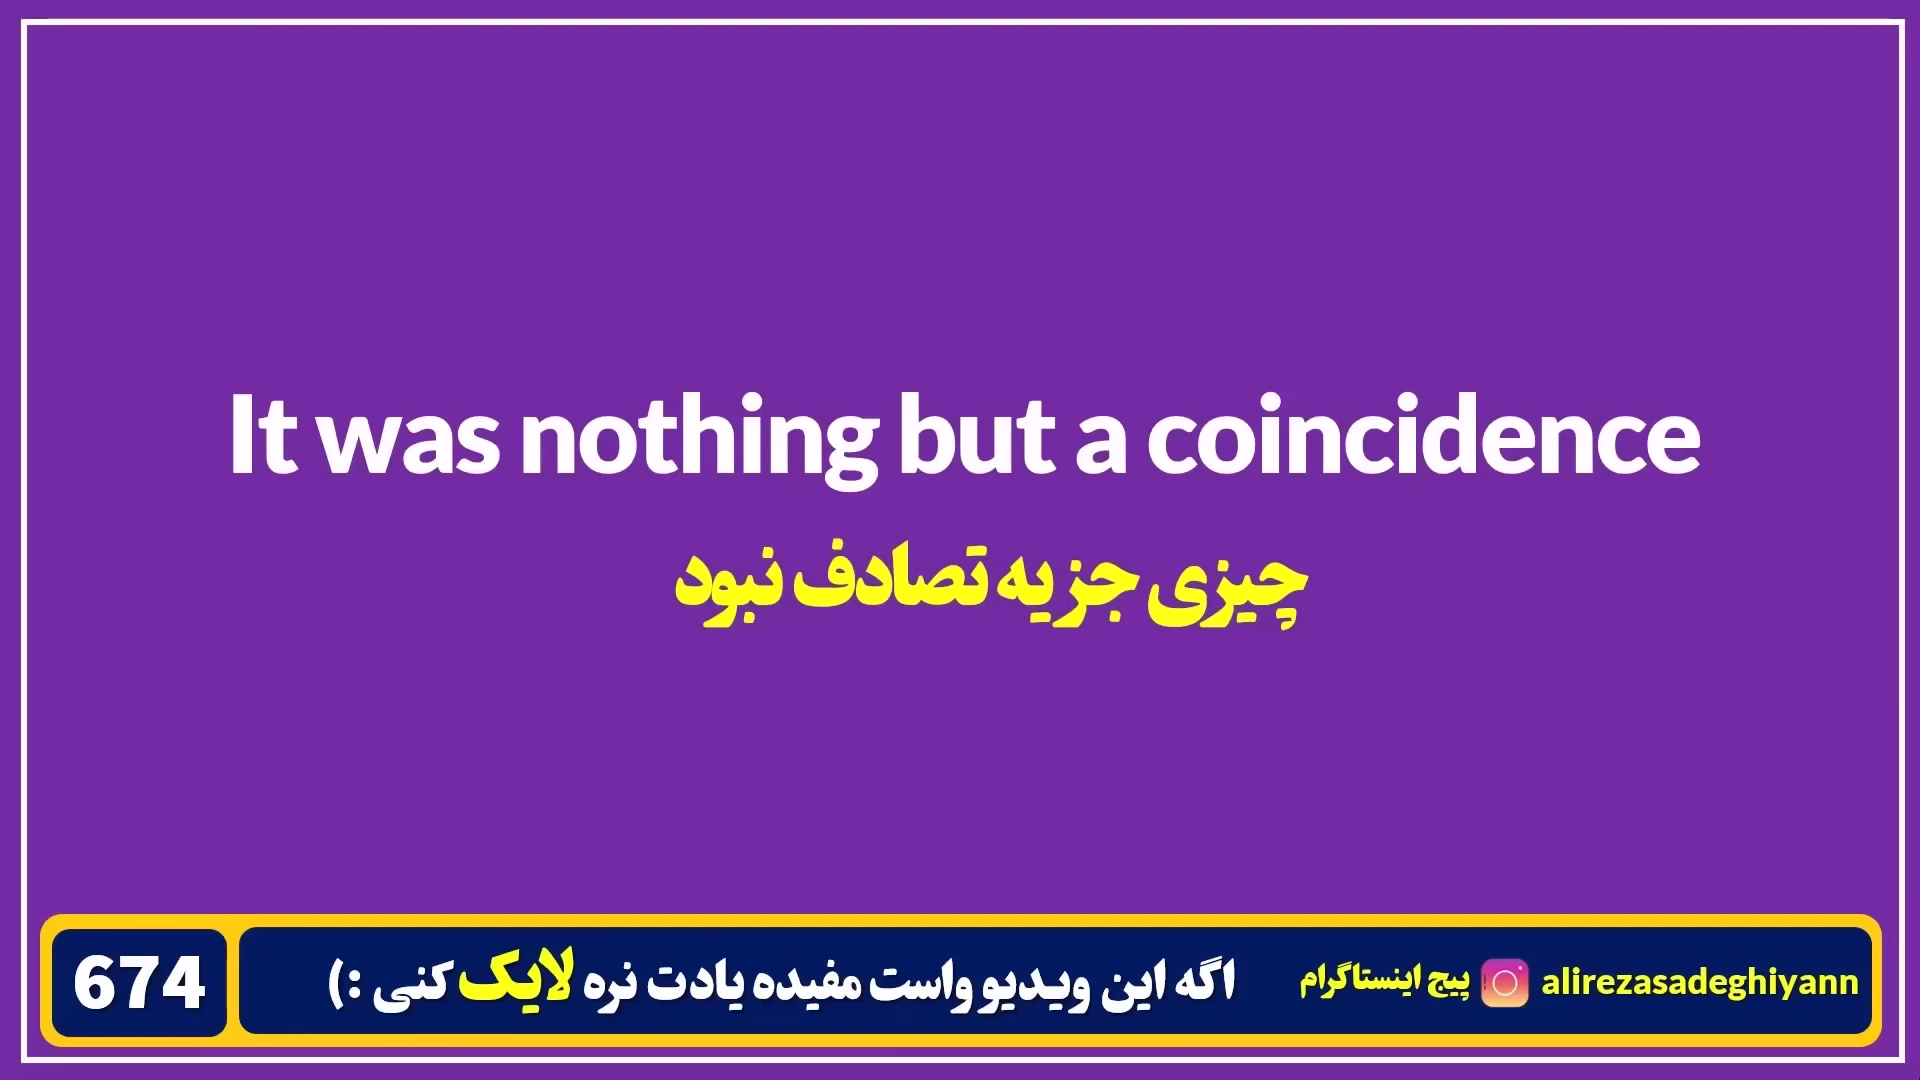 It was nothing but a coincidence
چیزی جز یه تصادف نبود
674
اگه این ویدیو واست مفیده یادت نره لایک کنی :)
پیج اینستاگرام
alirezasadeghiyann